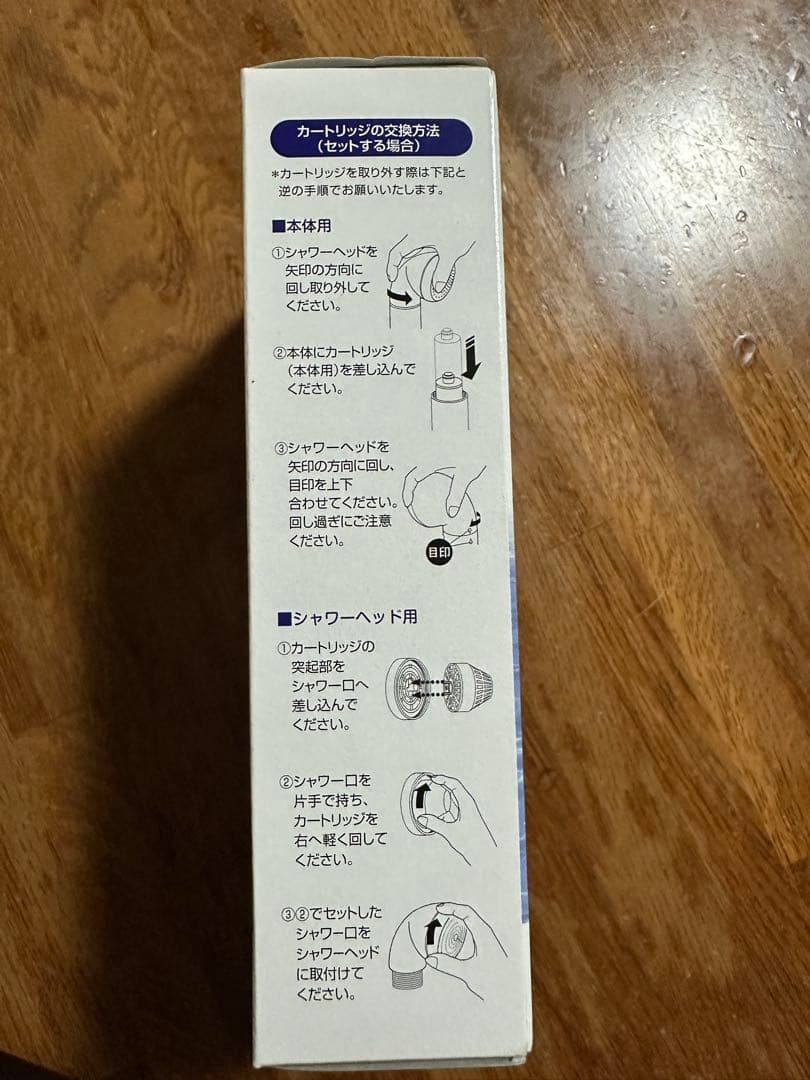 カートリッジの交換方法
（セットする場合）
＊カートリッジを取り外す際は下記と
逆の手順でお願いいたします。
■本体用
①シャワーヘッドを
矢印の方向に
回し取り外して
ください。
②本体にカートリッジ
（本体用）を差し込んで
ください。
③シャワーヘッドを
矢印の方向に回し、
目印を上下
合わせてください。
回し過ぎにご注意
ください。
目印
■シャワーヘッド用
①カートリッジの
突起部を
シャワー口へ
差し込んで
ください。
②シャワー口を
片手で持ち、
カートリッジを
右へ軽く回して
ください。
③②でセットした
シャワー口を
シャワーヘッド
に取付けて
ください。